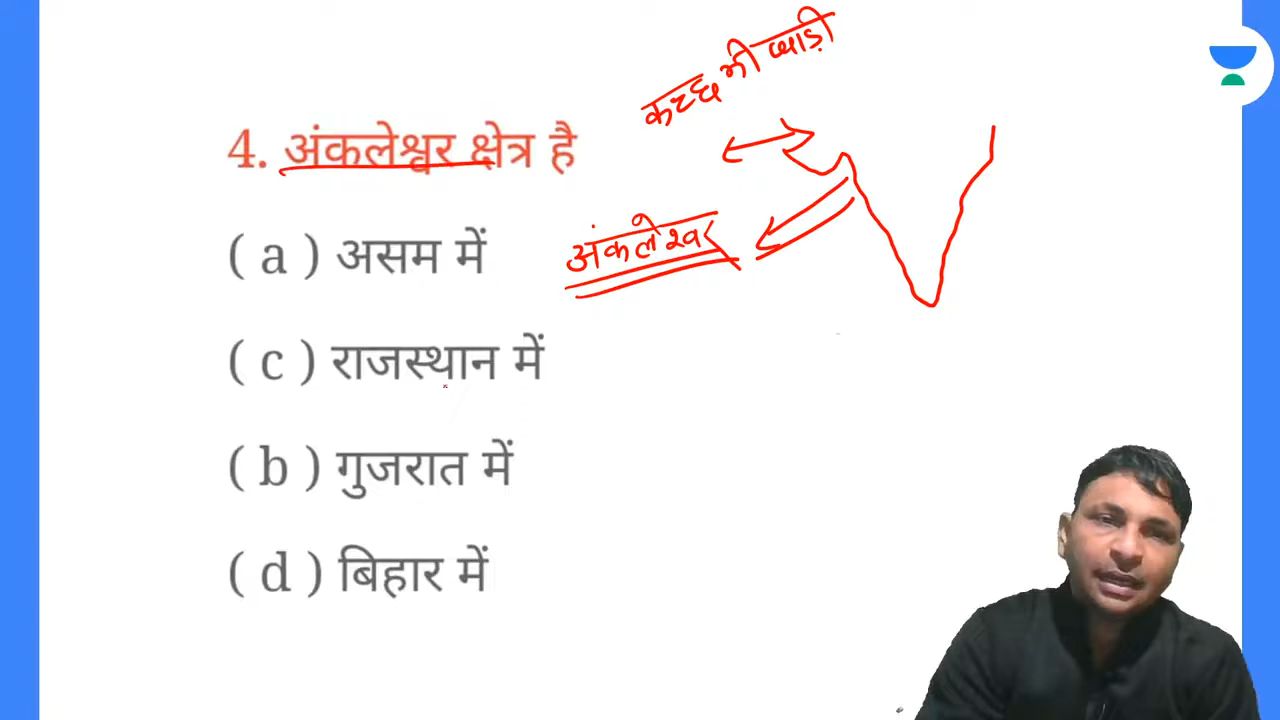 कच्छ की खाड़ी
4. अंकलेश्वर क्षेत्र है
अंकलेश्वर
( a ) असम में
( c ) राजस्थान में
( b ) गुजरात में
( d ) बिहार में